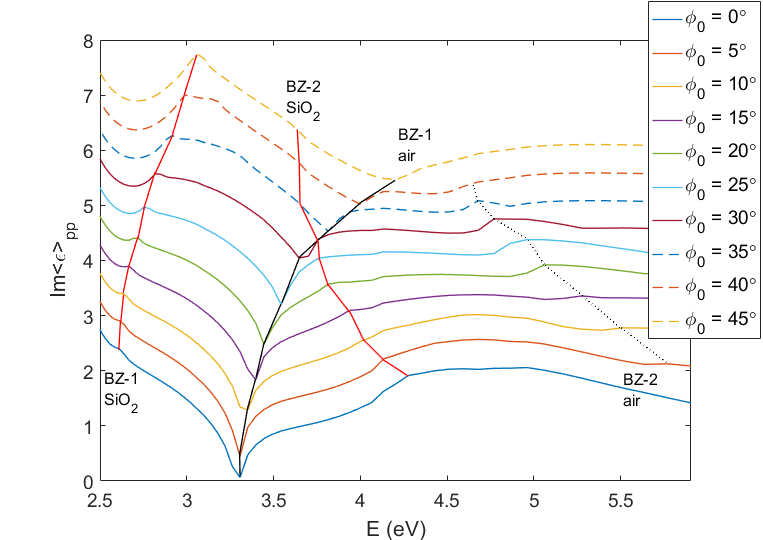 ϕ₀ = 0°
ϕ₀ = 5°
ϕ₀ = 10°
ϕ₀ = 15°
ϕ₀ = 20°
ϕ₀ = 25°
ϕ₀ = 30°
ϕ₀ = 35°
ϕ₀ = 40°
ϕ₀ = 45°
8
7
6
5
4
3
2
1
0
Im<ϵ>pp
BZ-2
SiO₂
BZ-1
air
BZ-1
SiO₂
BZ-2
air
2.5 3 3.5 4 4.5 5 5.5
E (eV)